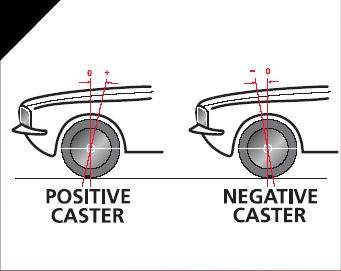 0 +
- 0
POSITIVE
CASTER
NEGATIVE
CASTER